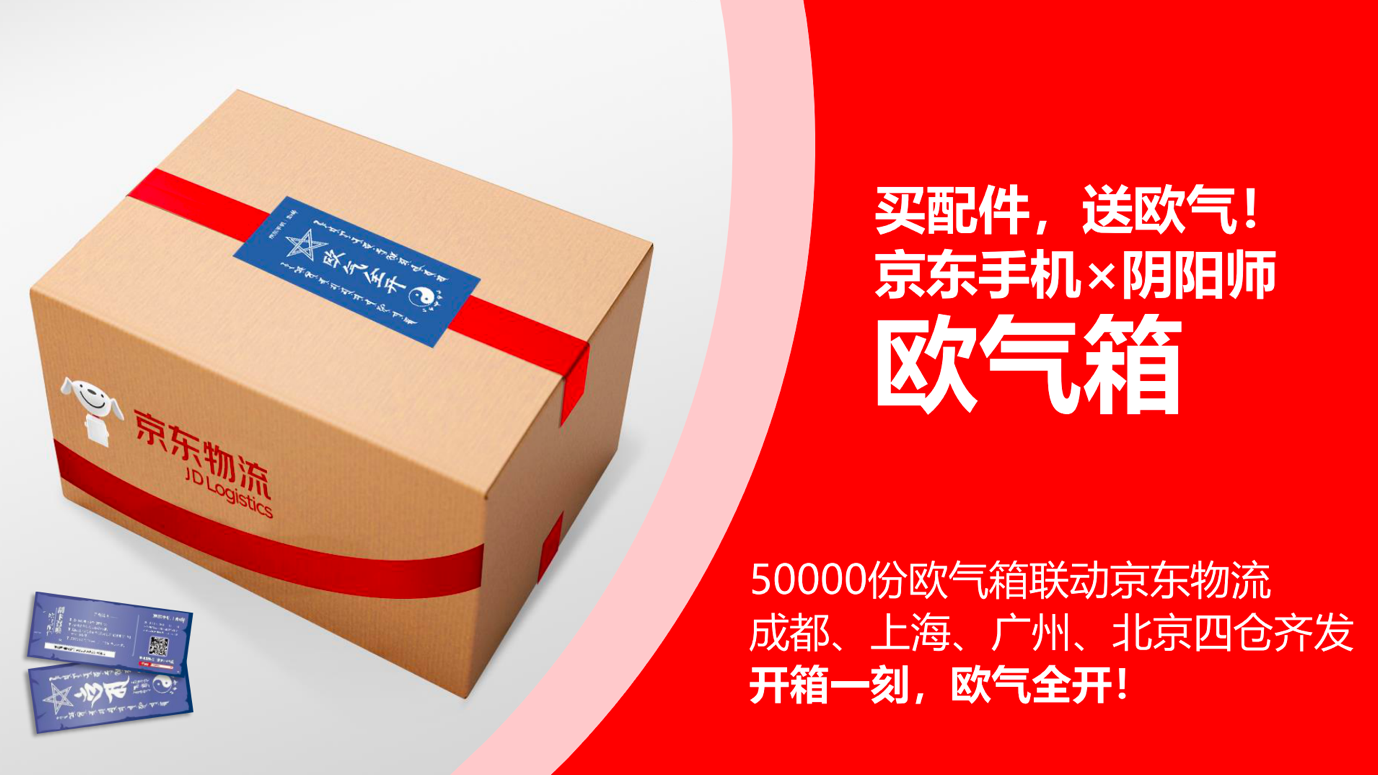 买配件，送欧气！
京东手机×阴阳师
欧气箱
50000份欧气箱联动京东物流
成都、上海、广州、北京四仓齐发
开箱一刻，欧气全开！
欧气全开
京东物流
JD Logistics